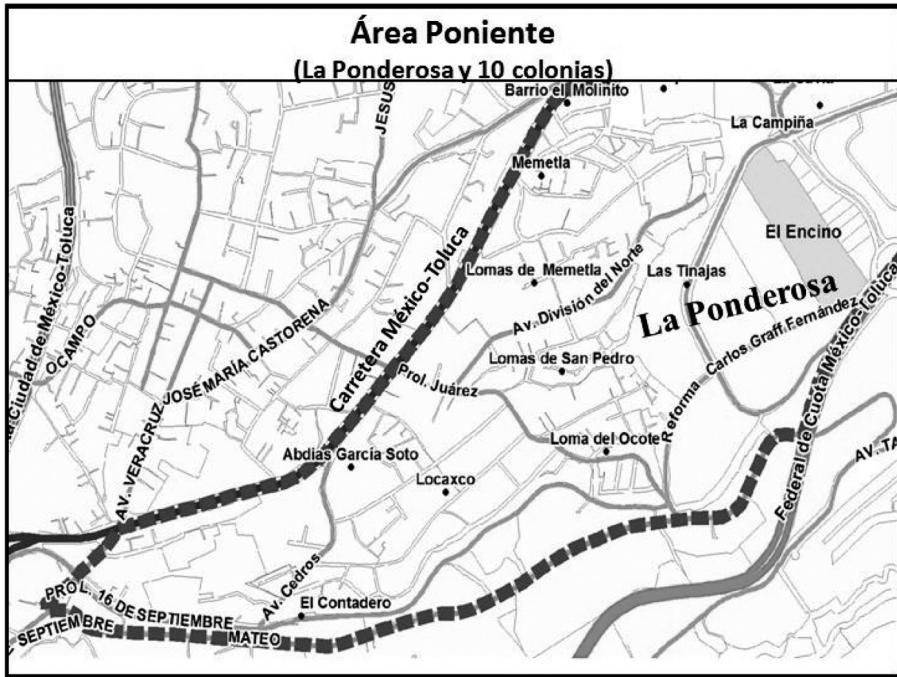 Área Poniente
(La Ponderosa y 10 colonias)
Barrio el Molinito
JESUS
La Campiña
Memetla
Ciudad de México-Toluca
Carretera México-Toluca
El Encino
Lomas de Memetla
Las Tinajas
Av. División del Norte
La Ponderosa
OCAMPO
JOSÉ MARÍA CASTORENA
Carlos Graff Fernández
Federal de Cuota México-Toluca
Lomas de San Pedro
Prol. Juárez
Reforma
AV. VERACRUZ
Abdias García Soto
Loma del Ocote
Locaxco
AV. TA
Av. Cedros
PROL. 16 DE SEPTIEMBRE
El Contadero
SEPTIEMBRE
MATEO